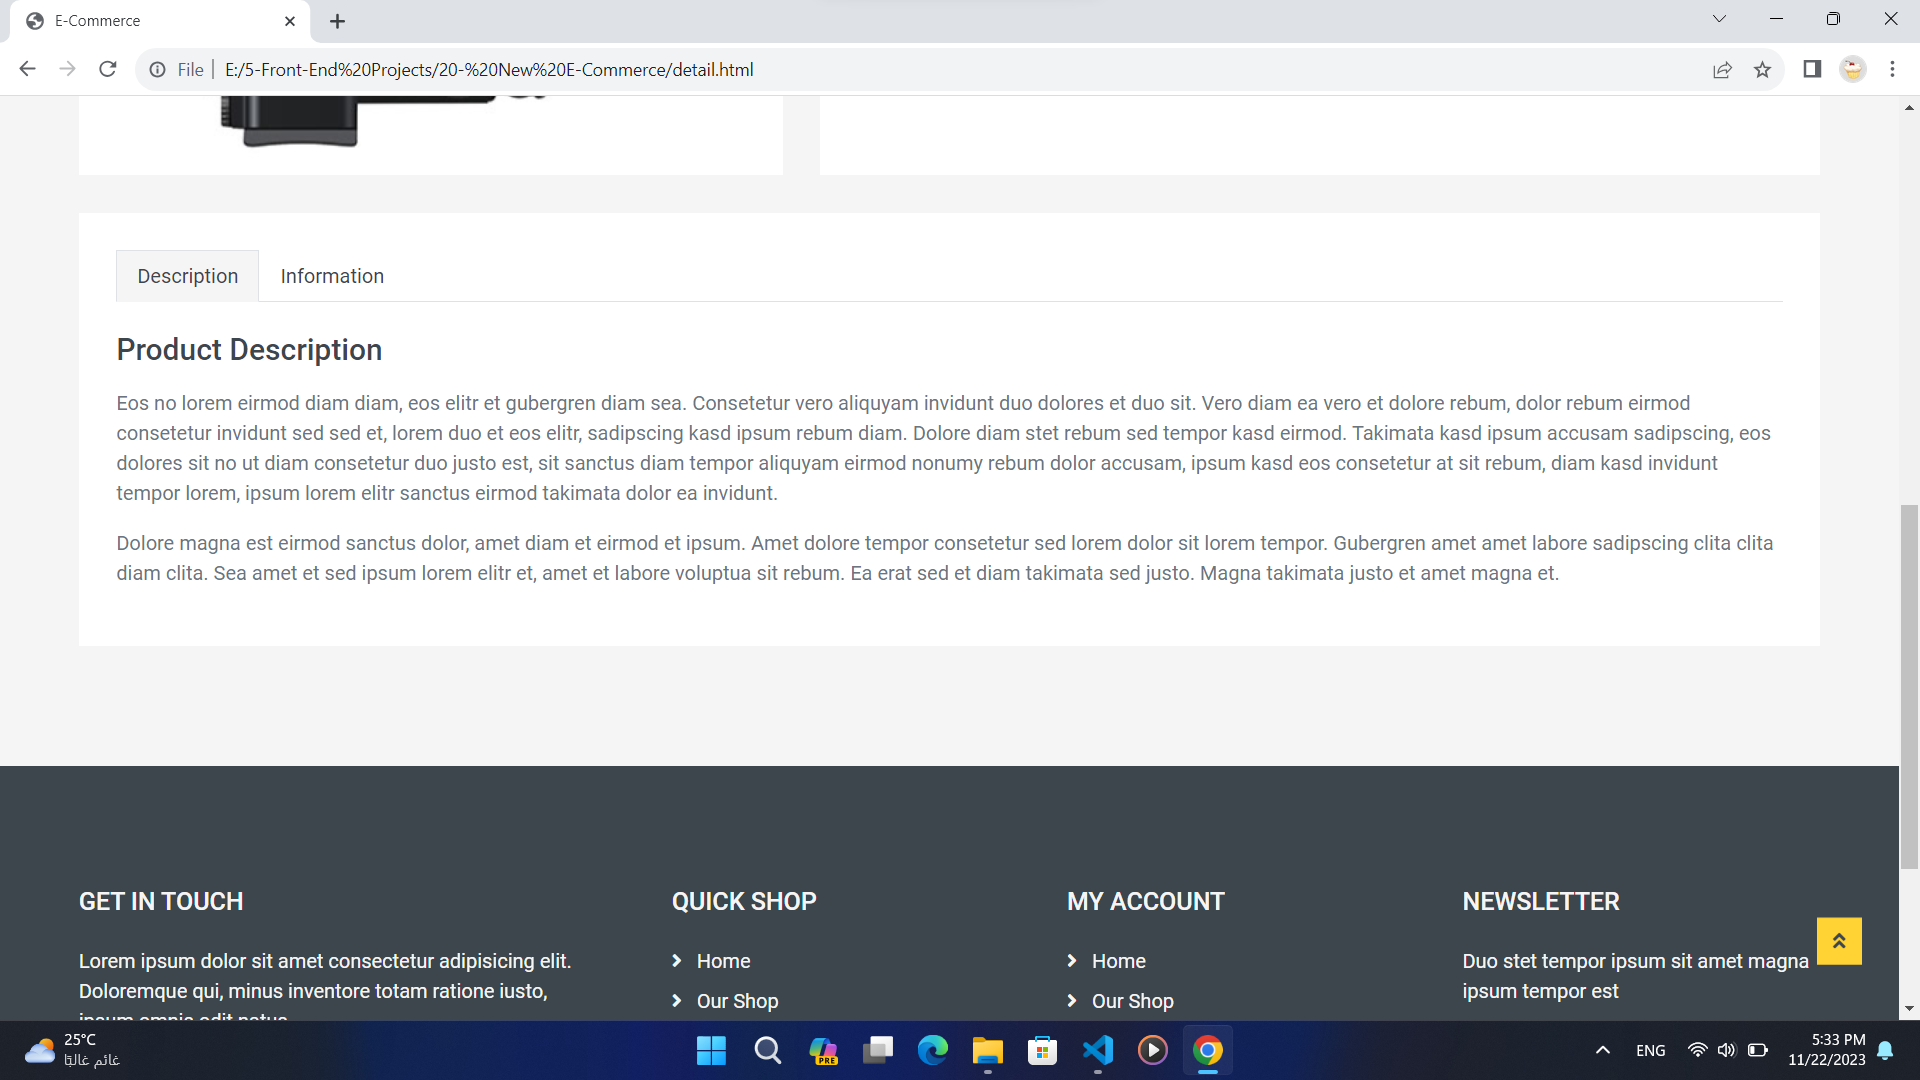 E-Commerce
File
E:/5-Front-End%20Projects/20-%20New%20E-Commerce/detail.html
Description
Information
Product Description
Eos no lorem eirmod diam diam, eos elitr et gubergren diam sea. Consetetur vero aliquyam invidunt duo dolores et duo sit. Vero diam ea vero et dolore rebum, dolor rebum eirmod
consetetur invidunt sed sed et, lorem duo et eos elitr, sadipscing kasd ipsum rebum diam. Dolore diam stet rebum sed tempor kasd eirmod. Takimata kasd ipsum accusam sadipscing, eos
dolores sit no ut diam consetetur duo justo est, sit sanctus diam tempor aliquyam eirmod nonumy rebum dolor accusam, ipsum kasd eos consetetur at sit rebum, diam kasd invidunt
tempor lorem, ipsum lorem elitr sanctus eirmod takimata dolor ea invidunt.
Dolore magna est eirmod sanctus dolor, amet diam et eirmod et ipsum. Amet dolore tempor consetetur sed lorem dolor sit lorem tempor. Gubergren amet amet labore sadipscing clita clita
diam clita. Sea amet et sed ipsum lorem elitr et, amet et labore voluptua sit rebum. Ea erat sed et diam takimata sed justo. Magna takimata justo et amet magna et.
GET IN TOUCH
Lorem ipsum dolor sit amet consectetur adipisicing elit.
Doloremque qui, minus inventore totam ratione iusto,
ipsum omnis odit natus
QUICK SHOP
Home
Our Shop
MY ACCOUNT
Home
Our Shop
NEWSLETTER
Duo stet tempor ipsum sit amet magna
ipsum tempor est
25°C
غائم غالبًا
PRE
ENG
5:33 PM
11/22/2023